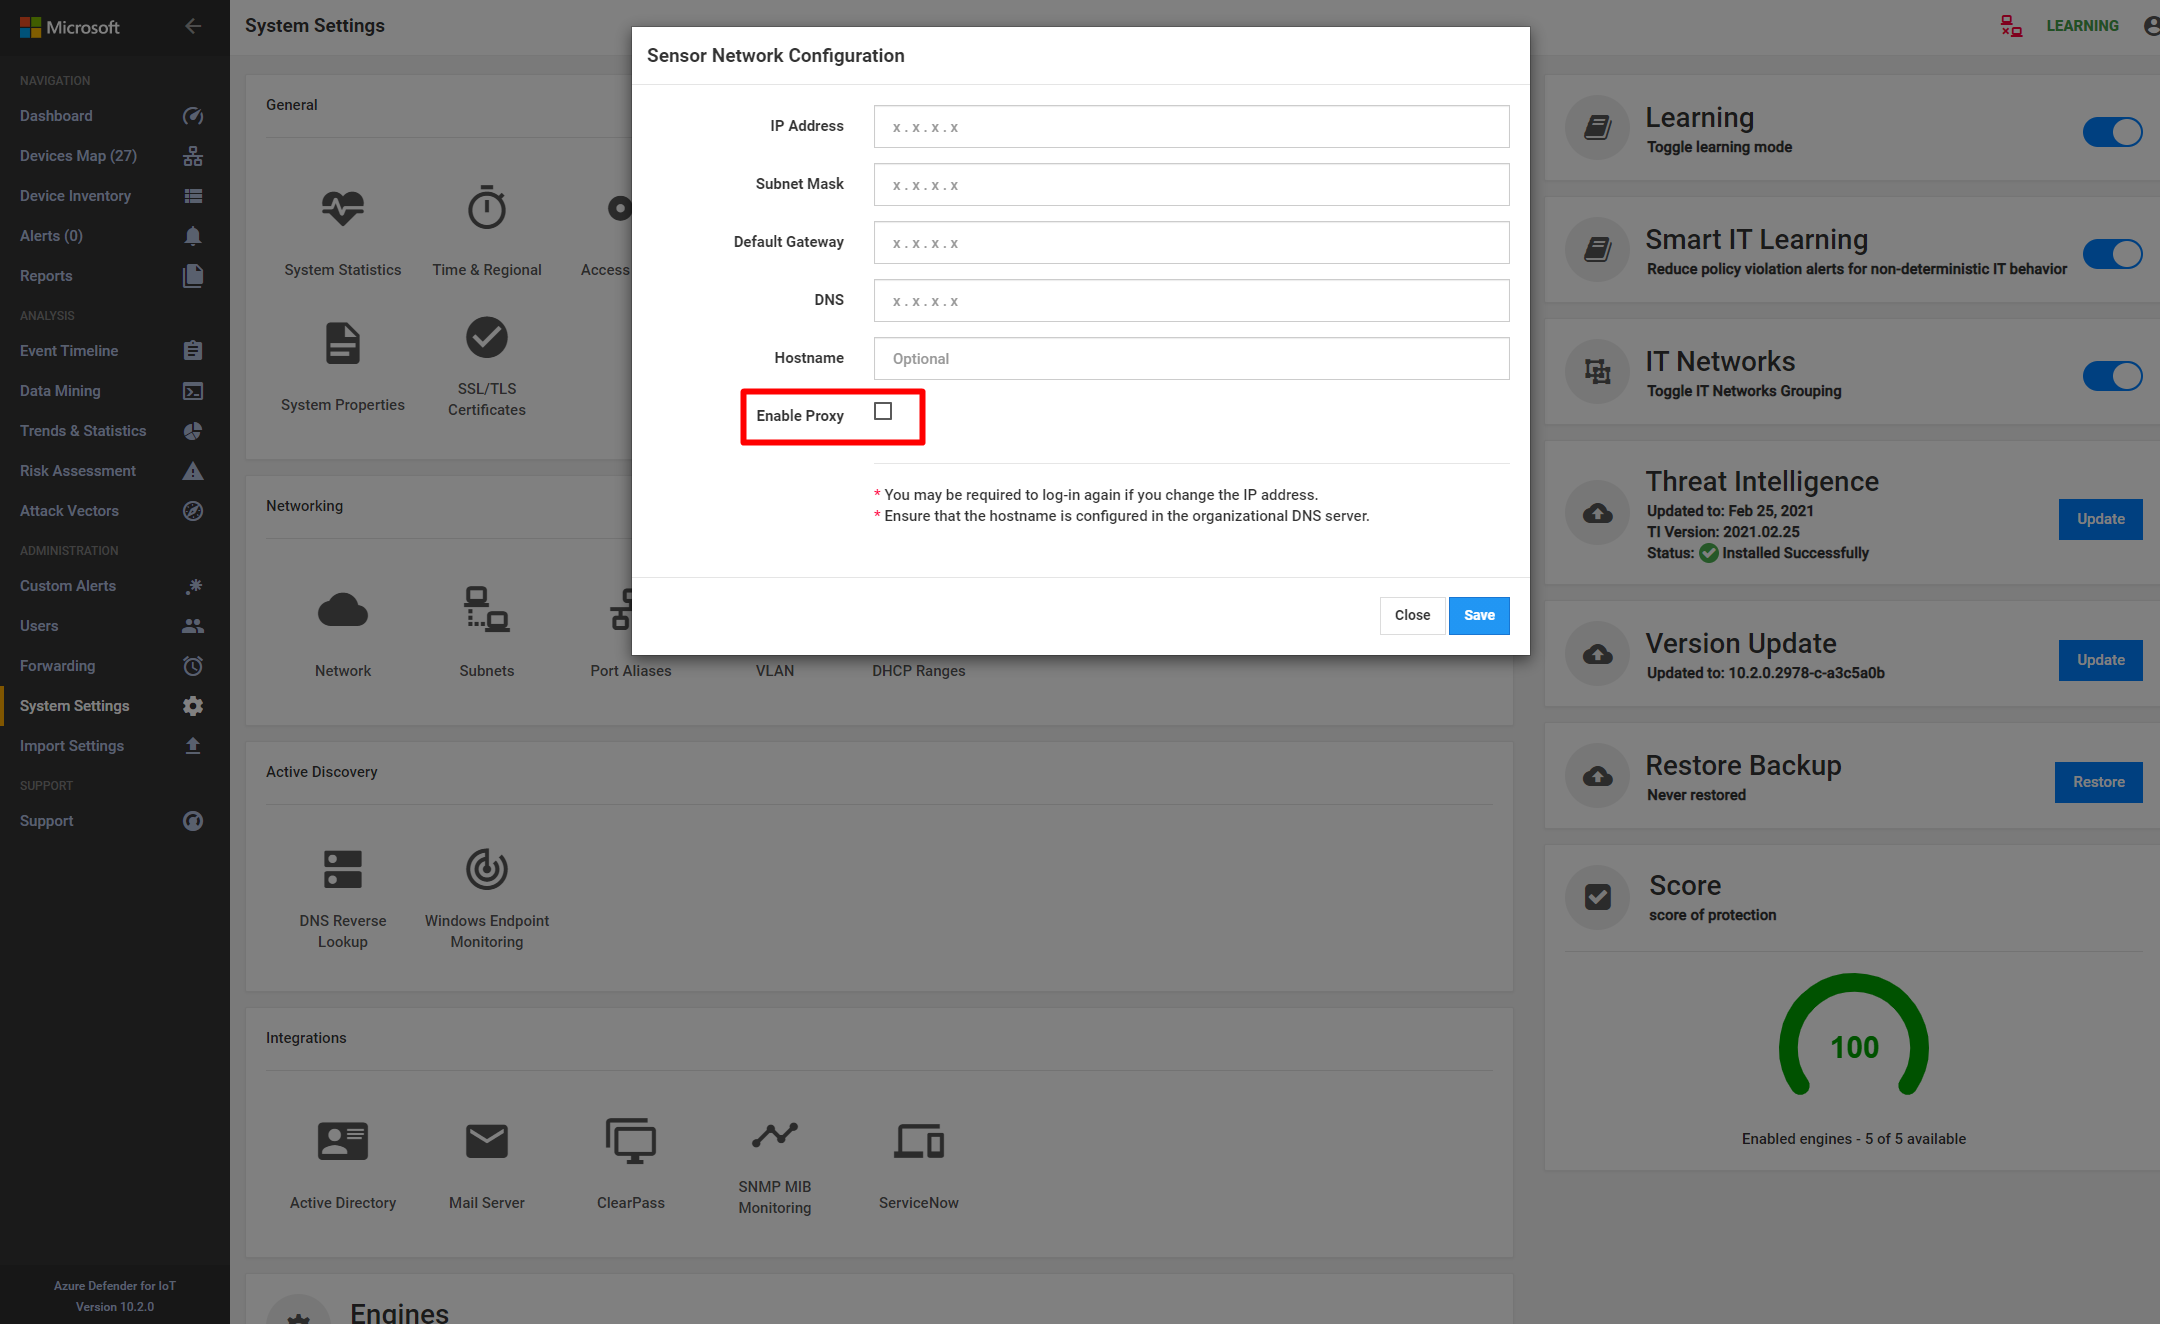 Microsoft
NAVIGATION
Dashboard
Devices Map (27)
Device Inventory
Alerts (0)
Reports
ANALYSIS
Event Timeline
Data Mining
Trends & Statistics
Risk Assessment
Attack Vectors
ADMINISTRATION
Custom Alerts
Users
Forwarding
System Settings
Import Settings
SUPPORT
Support
Azure Defender for IoT
Version 10.2.0
System Settings
LEARNING
General
System Statistics
Time & Regional
Access
System Properties
SSL/TLS
Certificates
Networking
Network
Subnets
Port Aliases
VLAN
DHCP Ranges
Active Discovery
DNS Reverse
Lookup
Windows Endpoint
Monitoring
Integrations
Active Directory
Mail Server
ClearPass
SNMP MIB
Monitoring
ServiceNow
Engines
Sensor Network Configuration
IP Address
x . x . x . x
Subnet Mask
x . x . x . x
Default Gateway
x . x . x . x
DNS
x . x . x . x
Hostname
Optional
Enable Proxy
* You may be required to log-in again if you change the IP address.
* Ensure that the hostname is configured in the organizational DNS server.
Close
Save
Learning
Toggle learning mode
Smart IT Learning
Reduce policy violation alerts for non-deterministic IT behavior
IT Networks
Toggle IT Networks Grouping
Threat Intelligence
Updated to: Feb 25, 2021
TI Version: 2021.02.25
Status: Installed Successfully
Update
Version Update
Updated to: 10.2.0.2978-c-a3c5a0b
Update
Restore Backup
Never restored
Restore
Score
score of protection
100
Enabled engines - 5 of 5 available